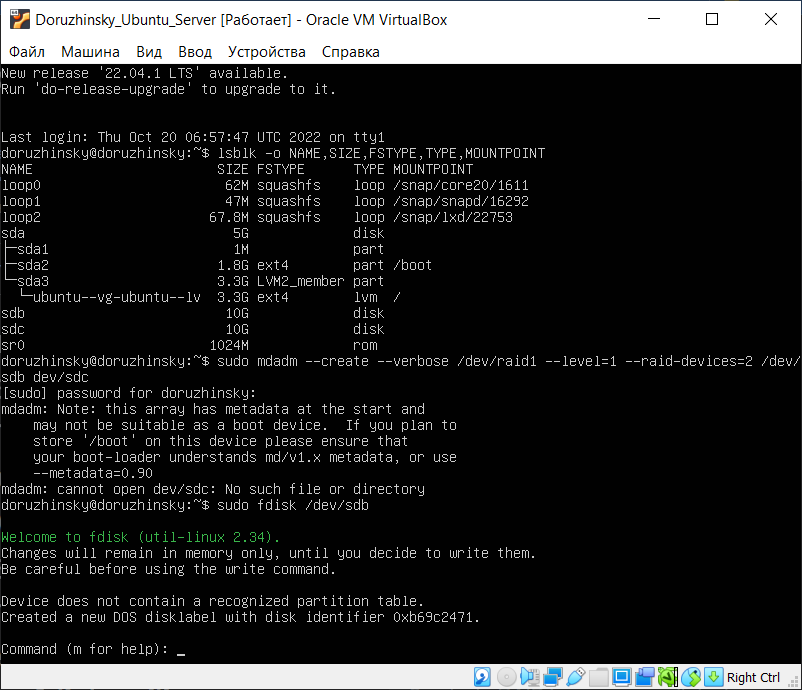 Doruzhinsky_Ubuntu_Server [Работает] - Oracle VM VirtualBox
Файл Машина Вид Ввод Устройства Справка
New release '22.04.1 LTS' available.
Run 'do-release-upgrade' to upgrade to it.
Last login: Thu Oct 20 06:57:47 UTC 2022 on tty1
doruzhinsky@doruzhinsky:~$ lsblk -o NAME,SIZE,FSTYPE,TYPE,MOUNTPOINT
NAME SIZE FSTYPE TYPE MOUNTPOINT
loop0 62M squashfs loop /snap/core20/1611
loop1 47M squashfs loop /snap/snapd/16292
loop2 67.8M squashfs loop /snap/lxd/22753
sda 5G disk
├─sda1 1M part
├─sda2 1.8G ext4 part /boot
└─sda3 3.3G LVM2_member part
└─ubuntu--vg-ubuntu--lv 3.3G ext4 lvm /
sdb 10G disk
sdc 10G disk
sr0 1024M rom
doruzhinsky@doruzhinsky:~$ sudo mdadm --create --verbose /dev/raid1 --level=1 --raid-devices=2 /dev/
sdb dev/sdc
[sudo] password for doruzhinsky:
mdadm: Note: this array has metadata at the start and
may not be suitable as a boot device. If you plan to
store '/boot' on this device please ensure that
your boot-loader understands md/v1.x metadata, or use
--metadata=0.90
mdadm: cannot open dev/sdc: No such file or directory
doruzhinsky@doruzhinsky:~$ sudo fdisk /dev/sdb
Welcome to fdisk (util-linux 2.34).
Changes will remain in memory only, until you decide to write them.
Be careful before using the write command.
Device does not contain a recognized partition table.
Created a new DOS disklabel with disk identifier 0xb69c2471.
Command (m for help): _
Right Ctrl